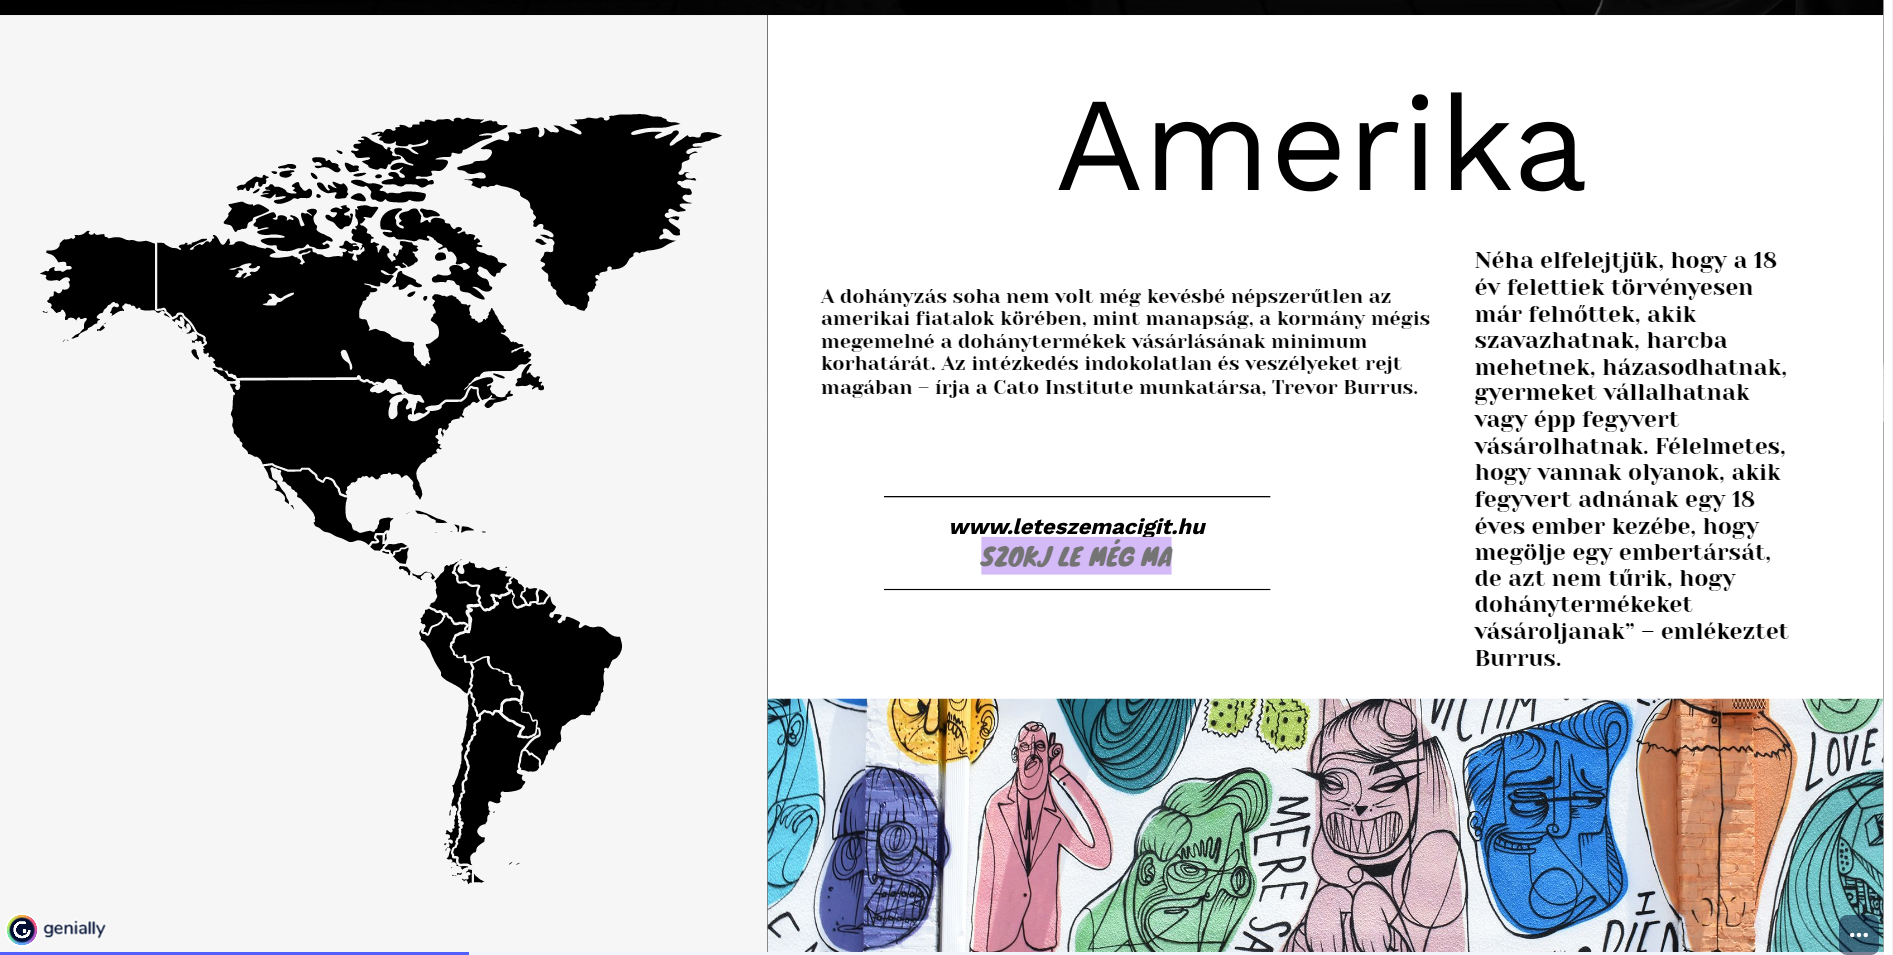 Amerika
A dohányzás soha nem volt még kevésbé népszerűtlen az
amerikai fiatalok körében, mint manapság, a kormány mégis
megemelné a dohánytermékek vásárlásának minimum
korhatárát. Az intézkedés indokolatlan és veszélyeket rejt
magában – írja a Cato Institute munkatársa, Trevor Burrus.
www.leteszemacigit.hu
SZOKJ LE MÉG MA
Néha elfelejtjük, hogy a 18
év felettiek törvényesen
már felnőttek, akik
szavazhatnak, harcba
mehetnek, házasodhatnak,
gyermeket vállalhatnak
vagy épp fegyvert
vásárolhatnak. Félelmetes,
hogy vannak olyanok, akik
fegyvert adnának egy 18
éves ember kezébe, hogy
megölje egy embertársát,
de azt nem tűrik, hogy
dohánytermékeket
vásároljanak” – emlékeztet
Burrus.
VICTIM
LOVE
MERE SA
I
DIED
genially